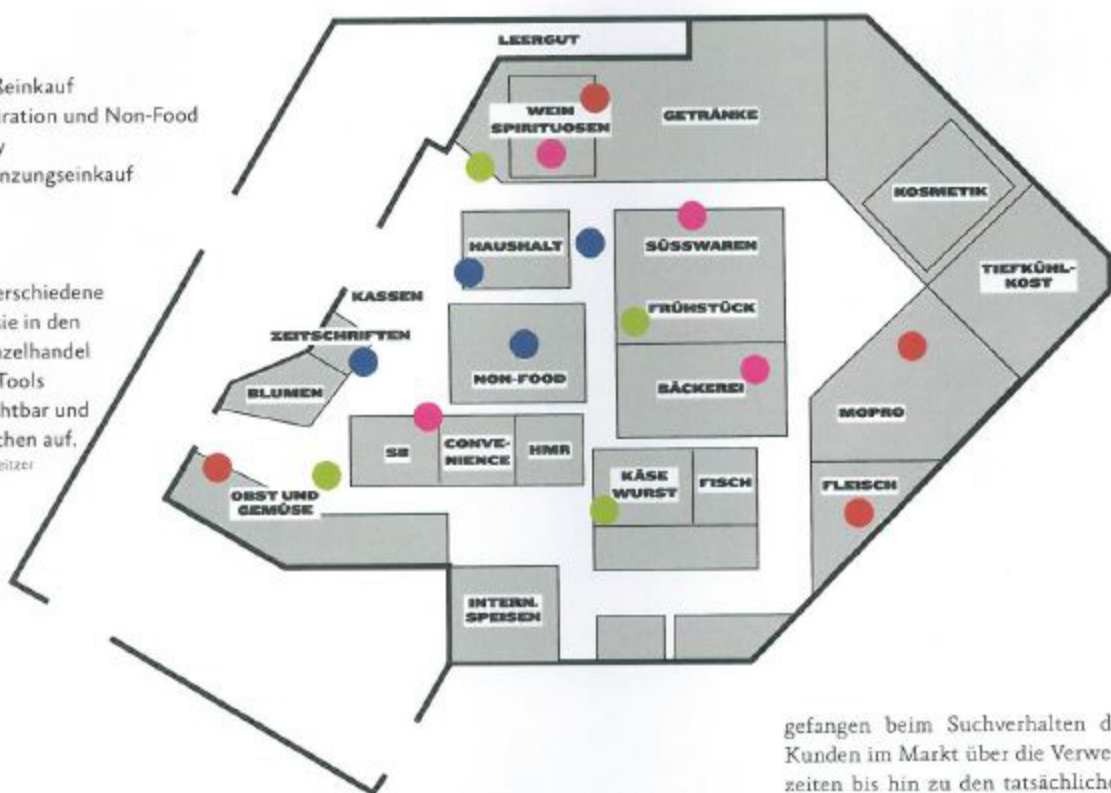 einkauf
ration und Non-Food
nzungseinkauf
erschiedene
sie in den
zelhandel
Tools
htbar und
chen auf.
eitzer
LEERGUT
WEIN
SPIRITUOSEN
GETRÄNKE
KOSMETIK
HAUSHALT
SÜSSWAREN
TIEFKÜHL-
KOST
KASSEN
FRÜHSTÜCK
ZEITSCHRIFTEN
NON-FOOD
BÄCKEREI
BLUMEN
MOPRO
SB
CONVE-
NIENCE
HMR
KÄSE
WURST
FISCH
FLEISCH
OBST UND
GEMÜSE
INTERN.
SPEISEN
gefangen beim Suchverhalten d
Kunden im Markt über die Verwe
zeiten bis hin zu den tatsächliche